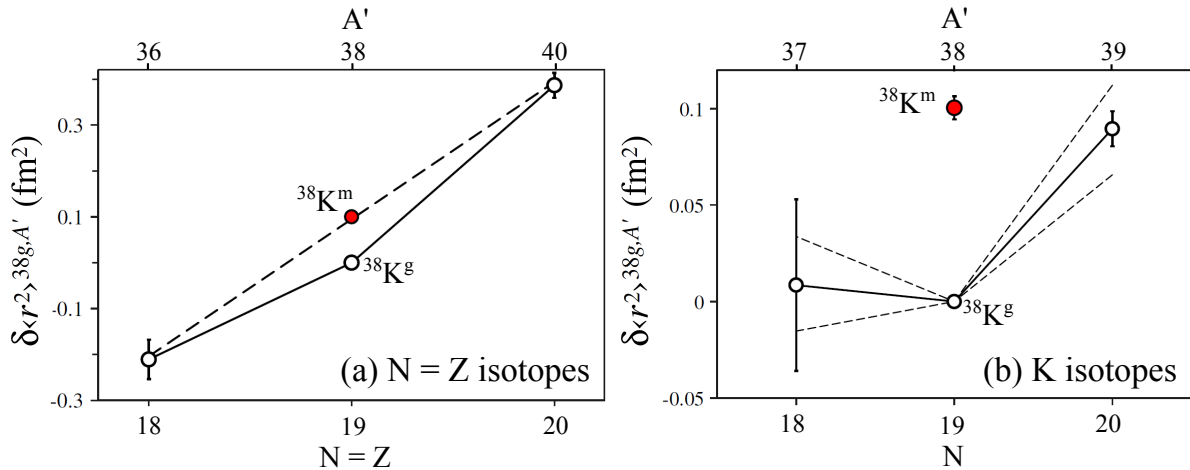 A'
36 38 40
δ‹r²›³⁸ᵍ,ᴬ′ (fm²)
0.3
0.1
-0.1
-0.3
³⁸Kᵐ
³⁸Kᵍ
(a) N = Z isotopes
18 19 20
N = Z
A'
37 38 39
δ‹r²›³⁸ᵍ,ᴬ′ (fm²)
0.1
0.05
0
-0.05
³⁸Kᵐ
³⁸Kᵍ
(b) K isotopes
18 19 20
N